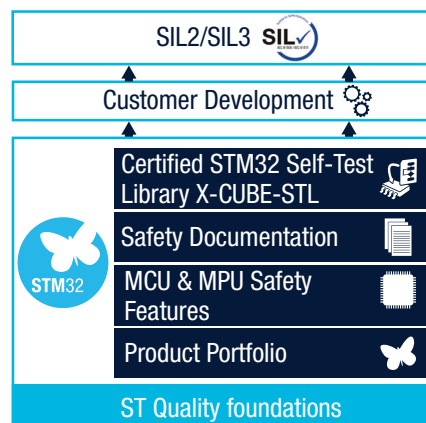 SIL2/SIL3 SIL
Customer Development
Certified STM32 Self-Test
Library X-CUBE-STL
Safety Documentation
STM32
MCU & MPU Safety
Features
Product Portfolio
ST Quality foundations